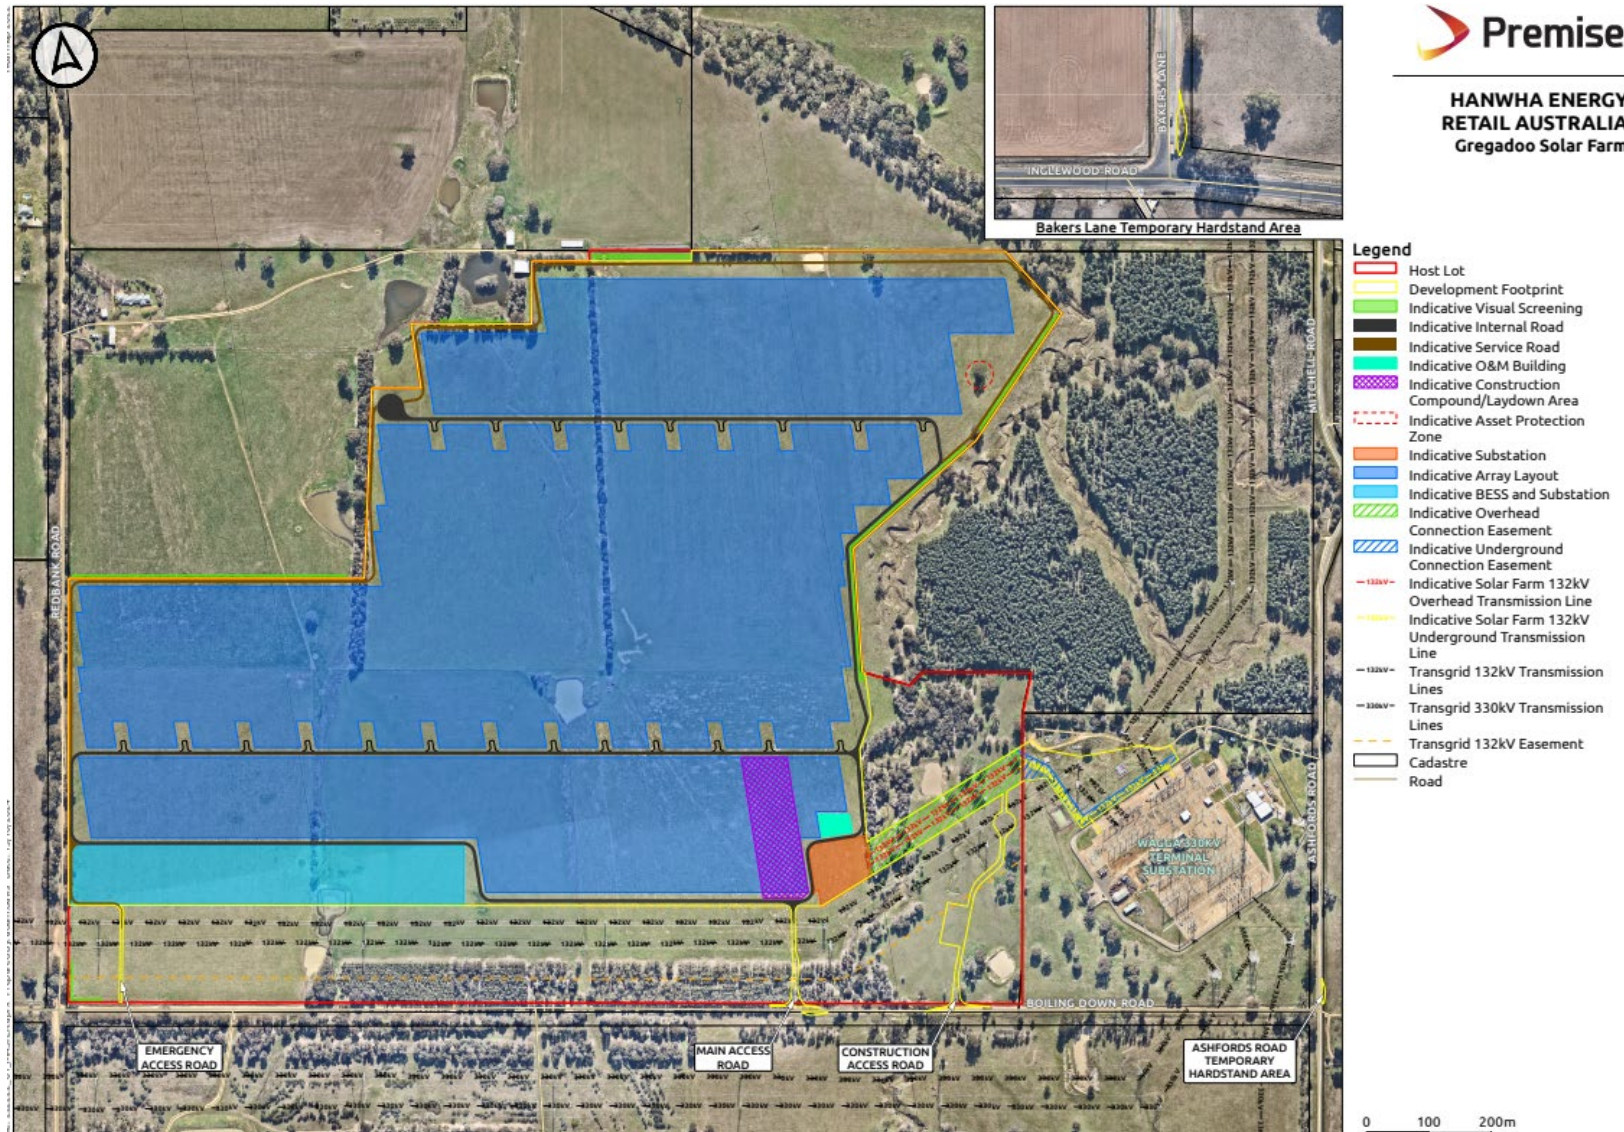 Premise
HANWHA ENERGY
RETAIL AUSTRALIA
Gregadoo Solar Farm
BAKERS LANE
INGLEWOOD ROAD
Bakers Lane Temporary Hardstand Area
Legend
Host Lot
Development Footprint
Indicative Visual Screening
Indicative Internal Road
Indicative Service Road
Indicative O&M Building
Indicative Construction
Compound/Laydown Area
Indicative Asset Protection
Zone
Indicative Substation
Indicative Array Layout
Indicative BESS and Substation
Indicative Overhead
Connection Easement
Indicative Underground
Connection Easement
132kV
Indicative Solar Farm 132kV
Overhead Transmission Line
Indicative Solar Farm 132kV
Underground Transmission
Line
132kV
Transgrid 132kV Transmission
Lines
330kV
Transgrid 330kV Transmission
Lines
Transgrid 132kV Easement
Cadastre
Road
MITCHELL ROAD
REDBANK ROAD
ASHFORDS ROAD
WAGGA 330KV
TERMINAL
SUBSTATION
BOILING DOWN ROAD
EMERGENCY
ACCESS ROAD
MAIN ACCESS
ROAD
CONSTRUCTION
ACCESS ROAD
ASHFORDS ROAD
TEMPORARY
HARDSTAND AREA
0 100 200m